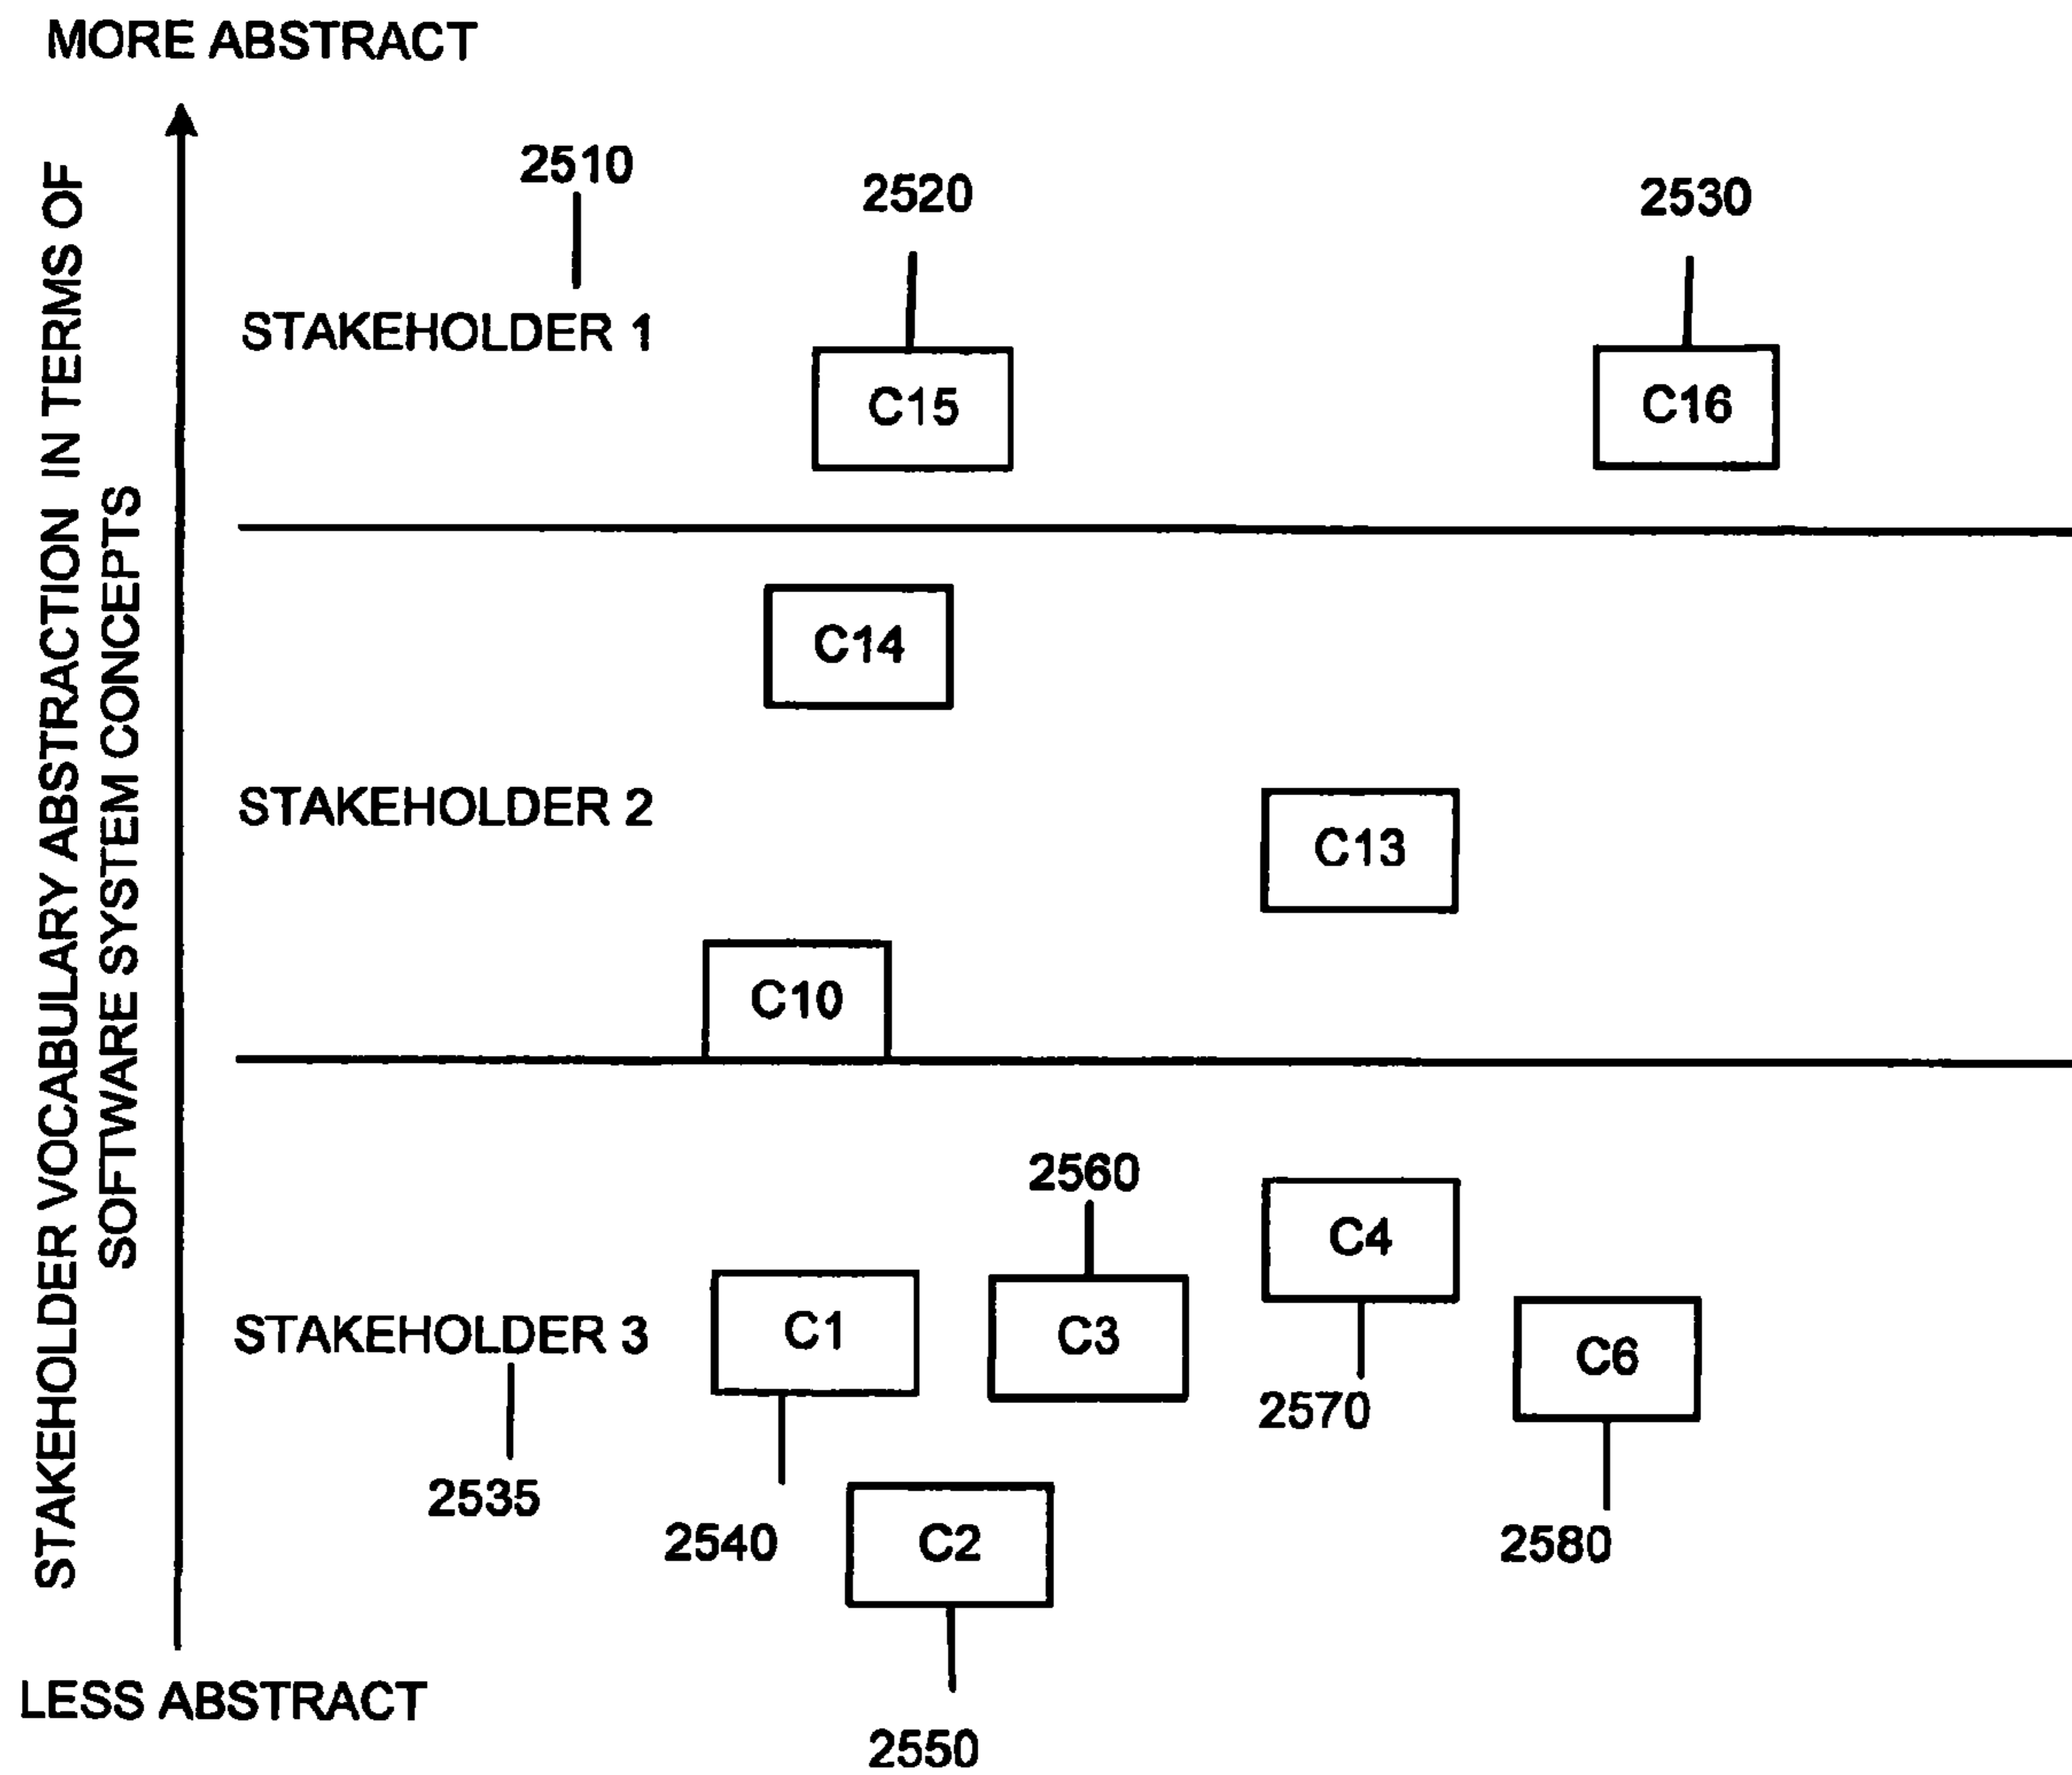 MORE ABSTRACT
STAKEHOLDER VOCABULARY ABSTRACTION IN TERMS OF
SOFTWARE SYSTEM CONCEPTS
2510
2520
2530
STAKEHOLDER 1
C15
C16
C14
STAKEHOLDER 2
C13
C10
2560
C4
STAKEHOLDER 3
C1
C3
C6
2570
2535
2540
C2
2580
LESS ABSTRACT
2550